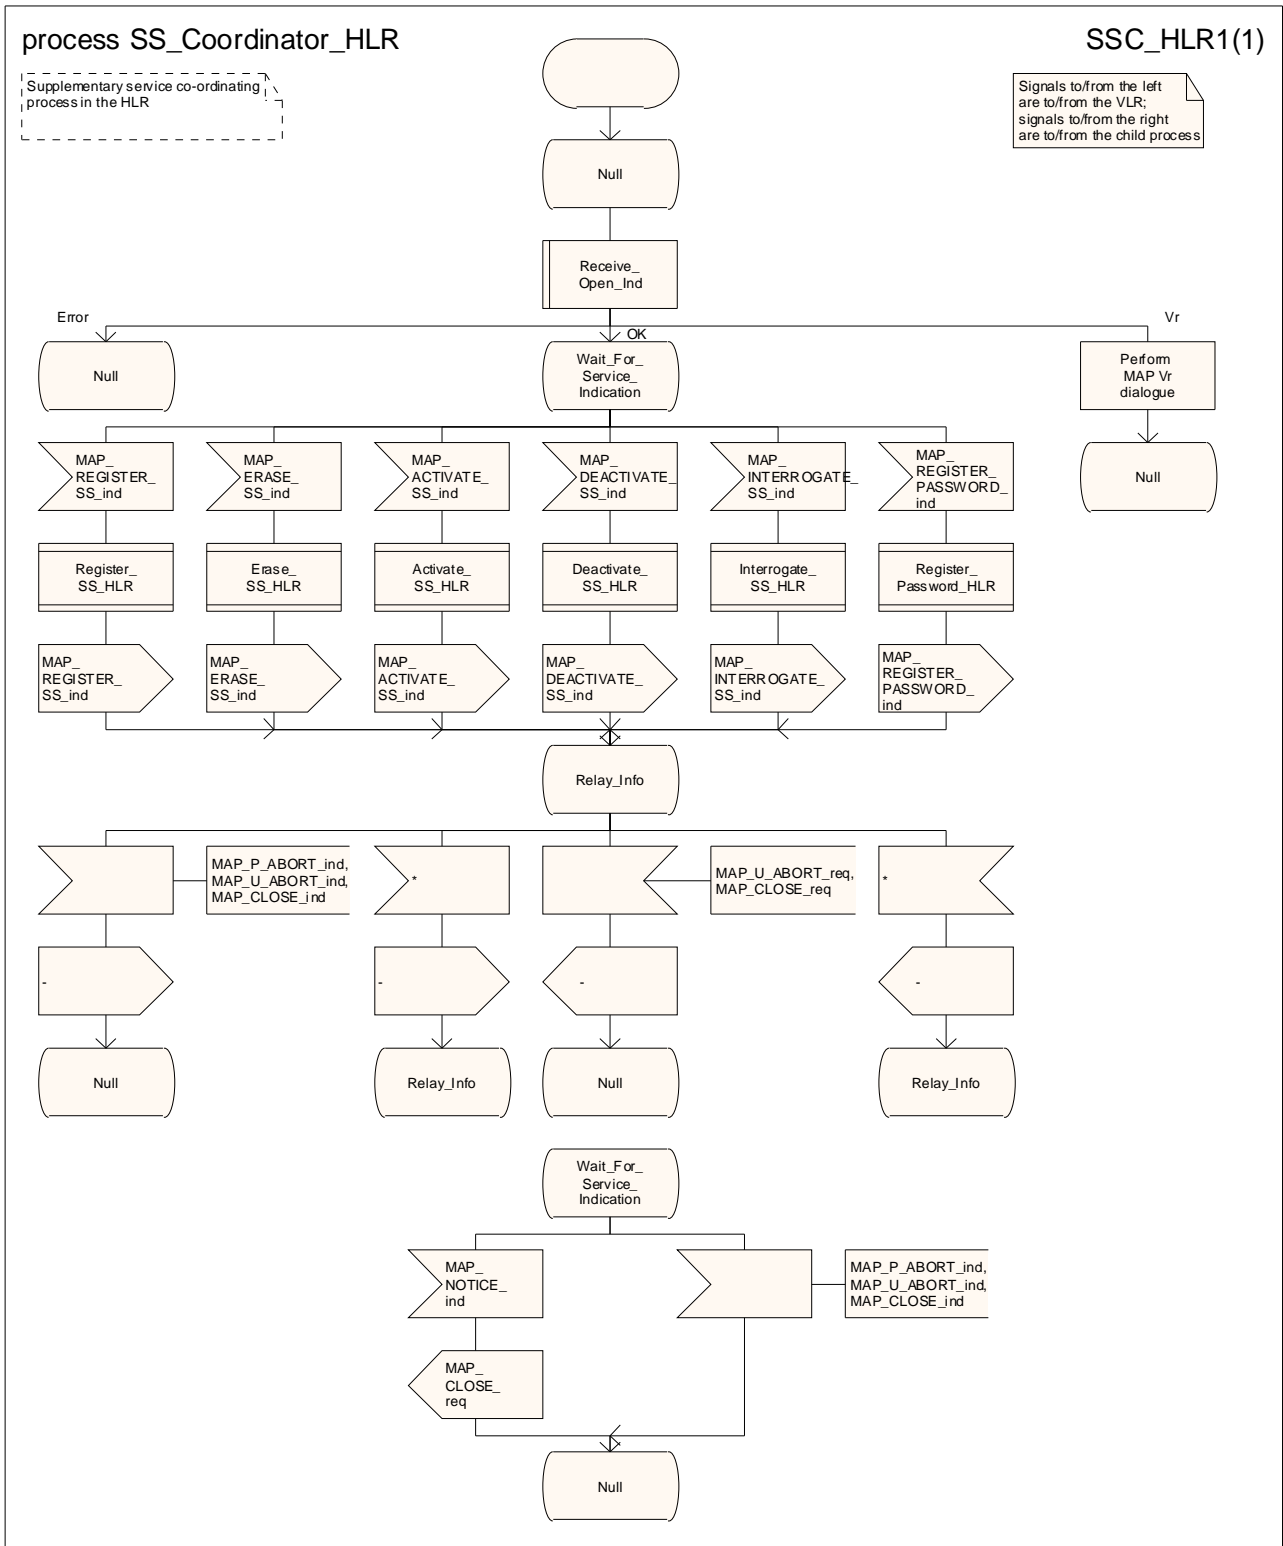 process SS_Coordinator_HLR
SSC_HLR1(1)
Supplementary service co-ordinating
process in the HLR
Signals to/from the left
are to/from the VLR;
signals to/from the right
are to/from the child process
Null
Receive_
Open_Ind
Error
OK
Vr
Null
Wait_For_
Service_
Indication
Perform
MAP Vr
dialogue
Null
MAP_
REGISTER_
SS_ind
MAP_
ERASE_
SS_ind
MAP_
ACTIVATE_
SS_ind
MAP_
DEACTIVATE_
SS_ind
MAP_
INTERROGATE_
SS_ind
MAP_
REGISTER_
PASSWORD_
ind
Register_
SS_HLR
Erase_
SS_HLR
Activate_
SS_HLR
Deactivate_
SS_HLR
Interrogate_
SS_HLR
Register_
Password_HLR
MAP_
REGISTER_
SS_ind
MAP_
ERASE_
SS_ind
MAP_
ACTIVATE_
SS_ind
MAP_
DEACTIVATE_
SS_ind
MAP_
INTERROGATE_
SS_ind
MAP_
REGISTER_
PASSWORD_
ind
Relay_Info
MAP_P_ABORT_ind,
MAP_U_ABORT_ind,
MAP_CLOSE_ind
*
MAP_U_ABORT_req,
MAP_CLOSE_req
*
-
-
-
-
Null
Relay_Info
Null
Relay_Info
Wait_For_
Service_
Indication
MAP_
NOTICE_
ind
MAP_P_ABORT_ind,
MAP_U_ABORT_ind,
MAP_CLOSE_ind
MAP_
CLOSE_
req
Null